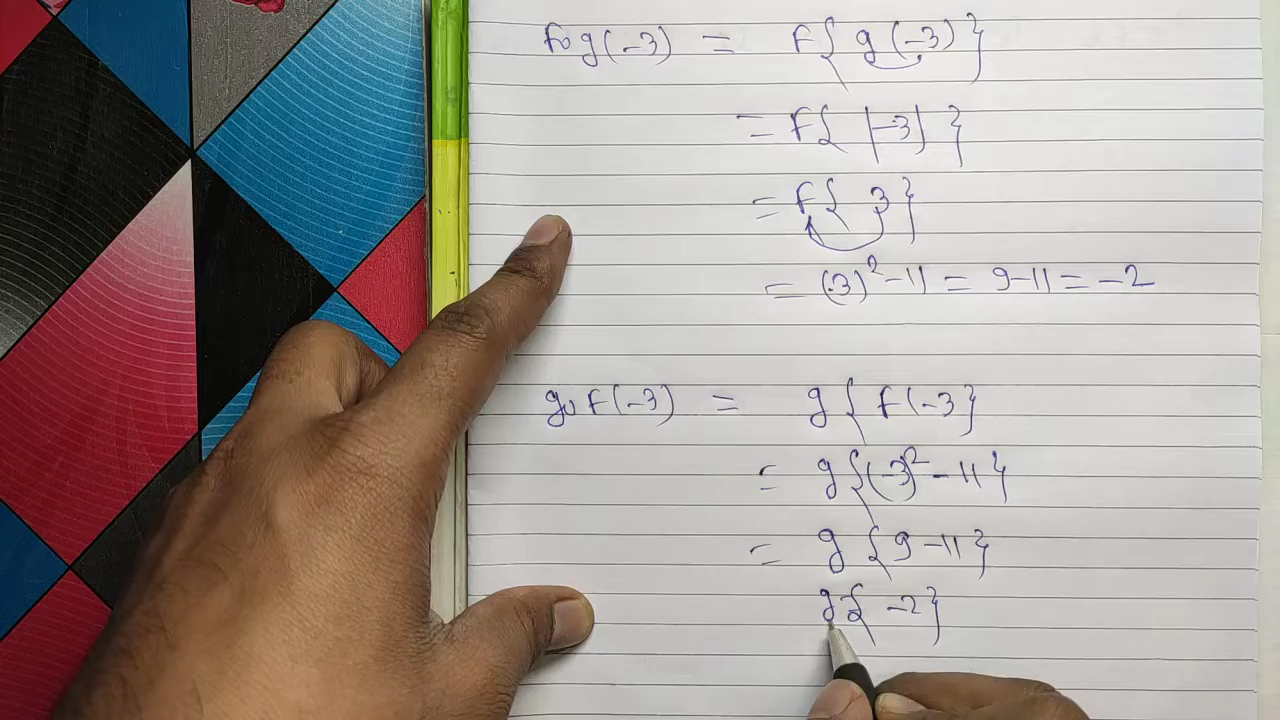 fog(-3) = F{ g(-3)}
= F{ |-3| }
= F{ 3 }
= (3)² - 11 = 9 - 11 = -2
goF(-3) = g{ F(-3}
= g{(-3)² - 11}
= g {9 - 11}
g{ -2}